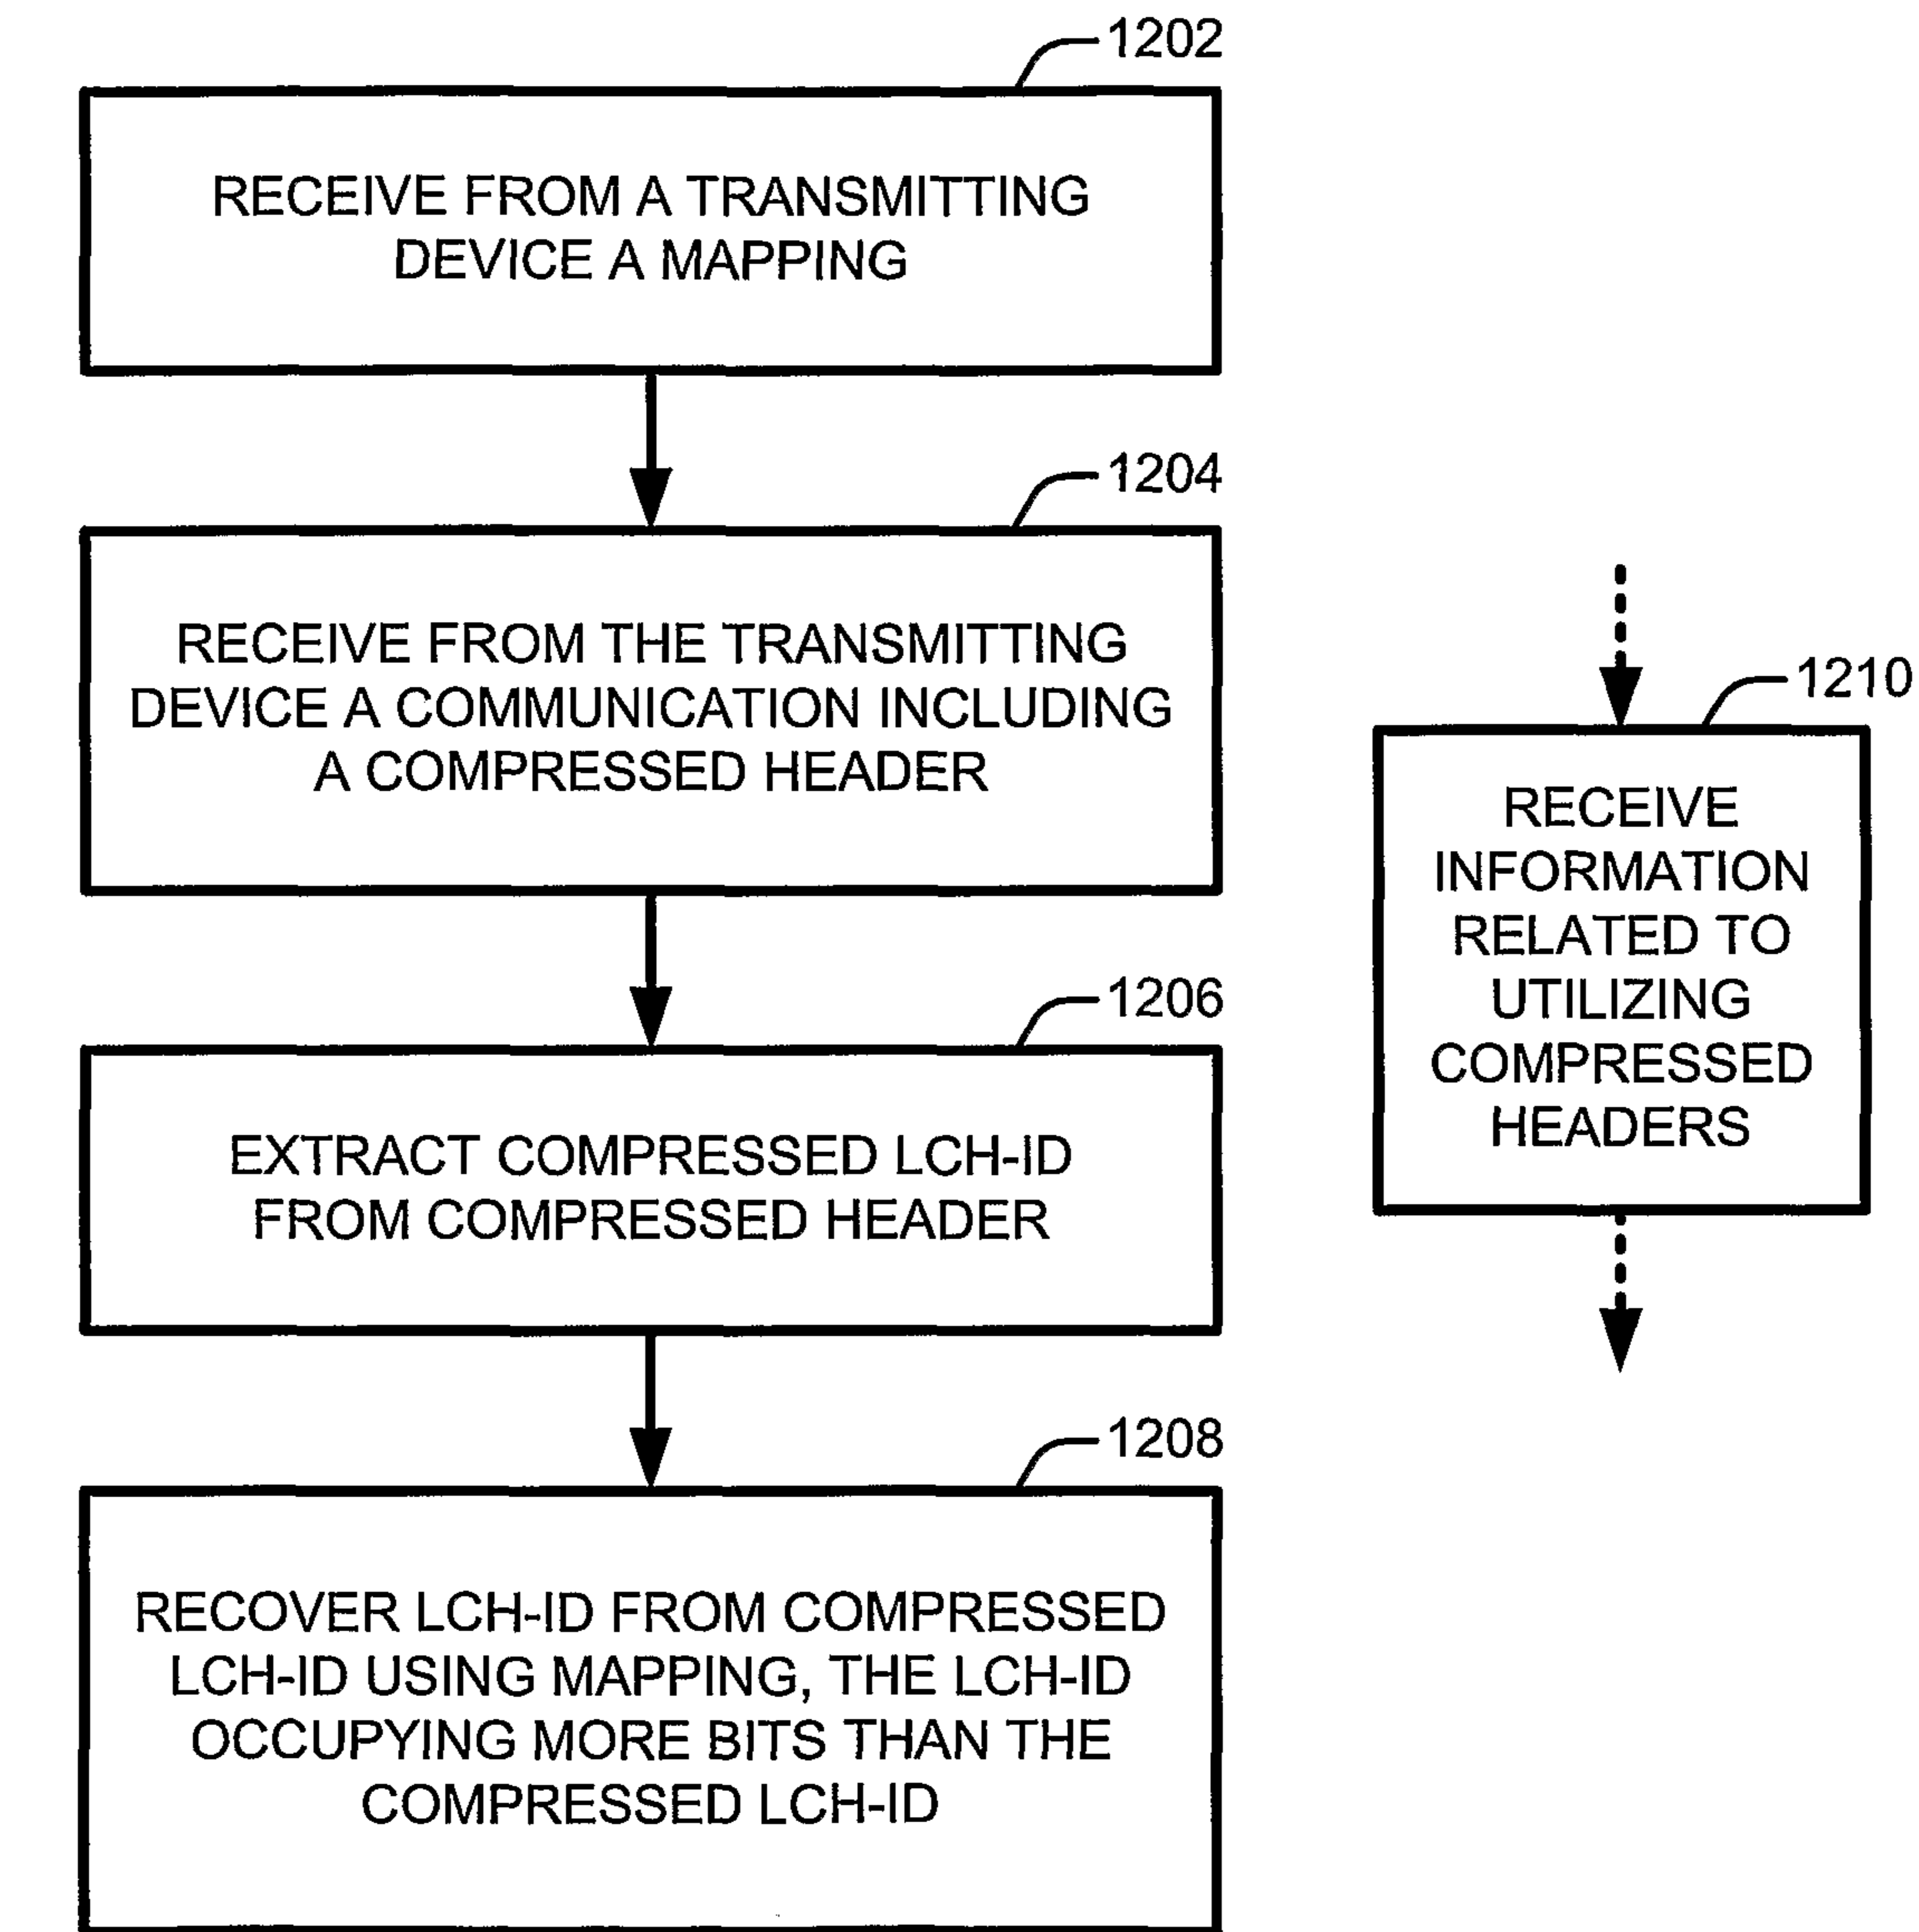 1202
RECEIVE FROM A TRANSMITTING
DEVICE A MAPPING
1204
RECEIVE FROM THE TRANSMITTING
DEVICE A COMMUNICATION INCLUDING
A COMPRESSED HEADER
1206
EXTRACT COMPRESSED LCH-ID
FROM COMPRESSED HEADER
1208
RECOVER LCH-ID FROM COMPRESSED
LCH-ID USING MAPPING, THE LCH-ID
OCCUPYING MORE BITS THAN THE
COMPRESSED LCH-ID
1210
RECEIVE
INFORMATION
RELATED TO
UTILIZING
COMPRESSED
HEADERS